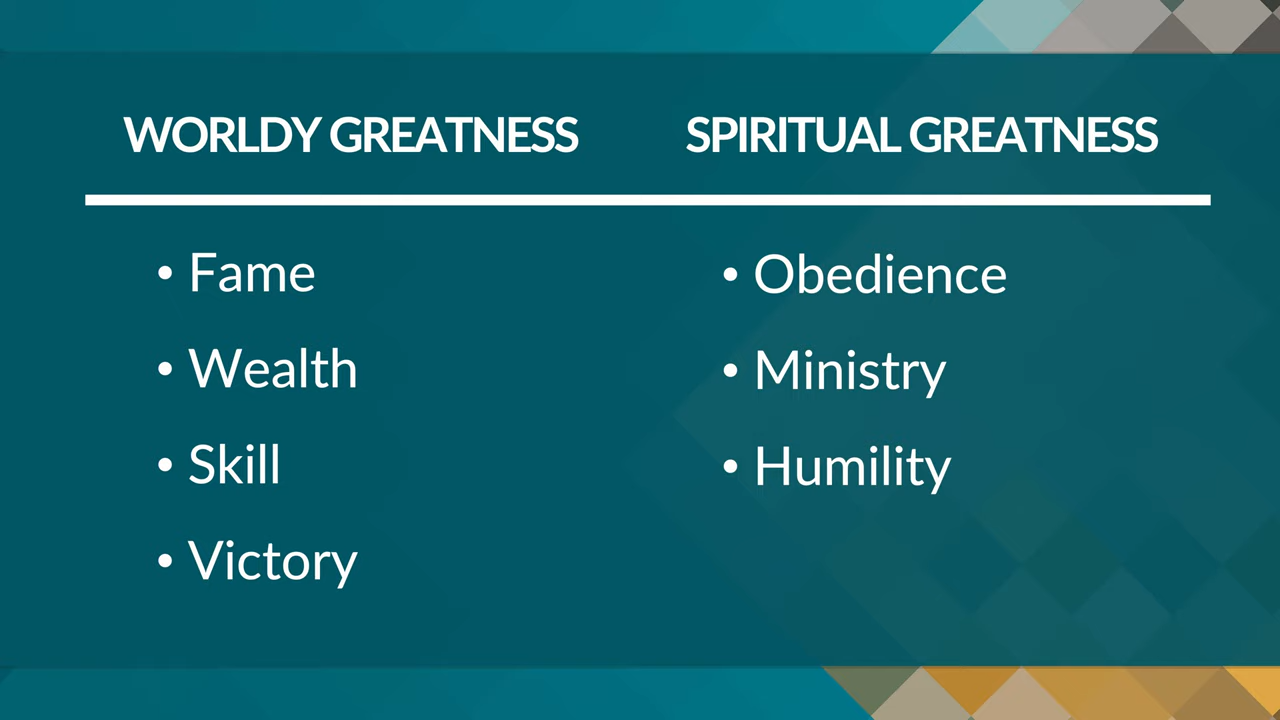 WORLDY GREATNESS
• Fame
• Wealth
• Skill
• Victory
SPIRITUAL GREATNESS
• Obedience
• Ministry
• Humility